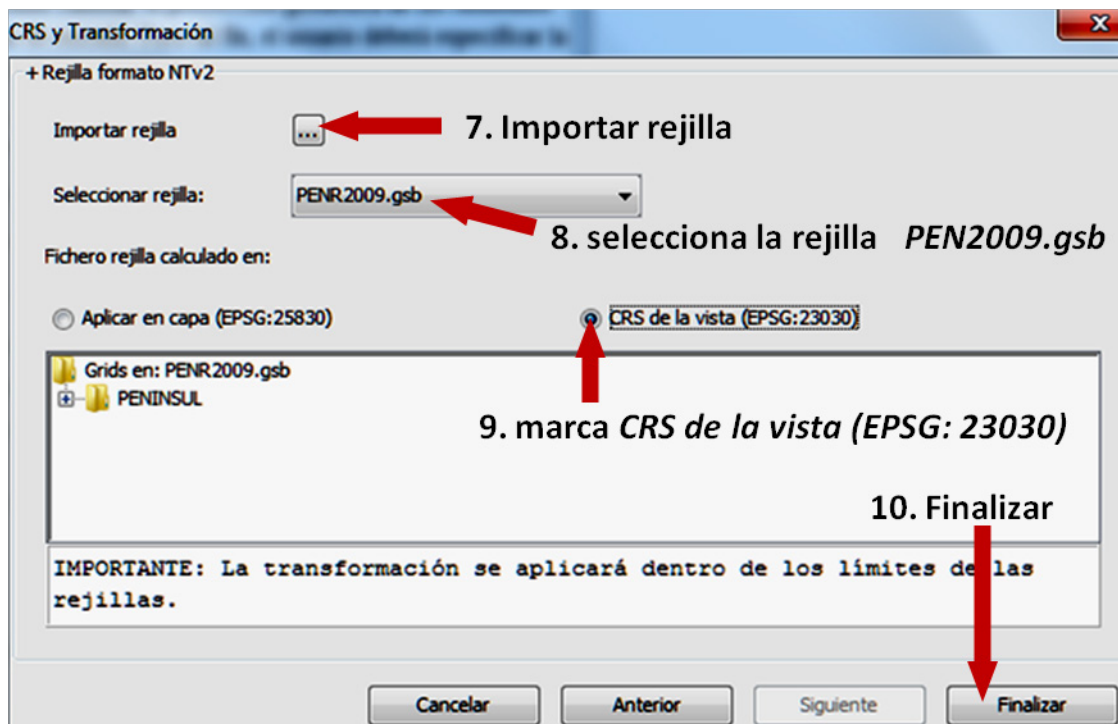 CRS y Transformación
+ Rejilla formato NTv2
Importar rejilla
...
7. Importar rejilla
Seleccionar rejilla:
PENR2009.gsb
8. selecciona la rejilla PEN2009.gsb
Fichero rejilla calculado en:
Aplicar en capa (EPSG:25830)
CRS de la vista (EPSG:23030)
Grids en: PENR2009.gsb
PENINSUL
9. marca CRS de la vista (EPSG: 23030)
10. Finalizar
IMPORTANTE: La transformación se aplicará dentro de los límites de las
rejillas.
Cancelar
Anterior
Siguiente
Finalizar